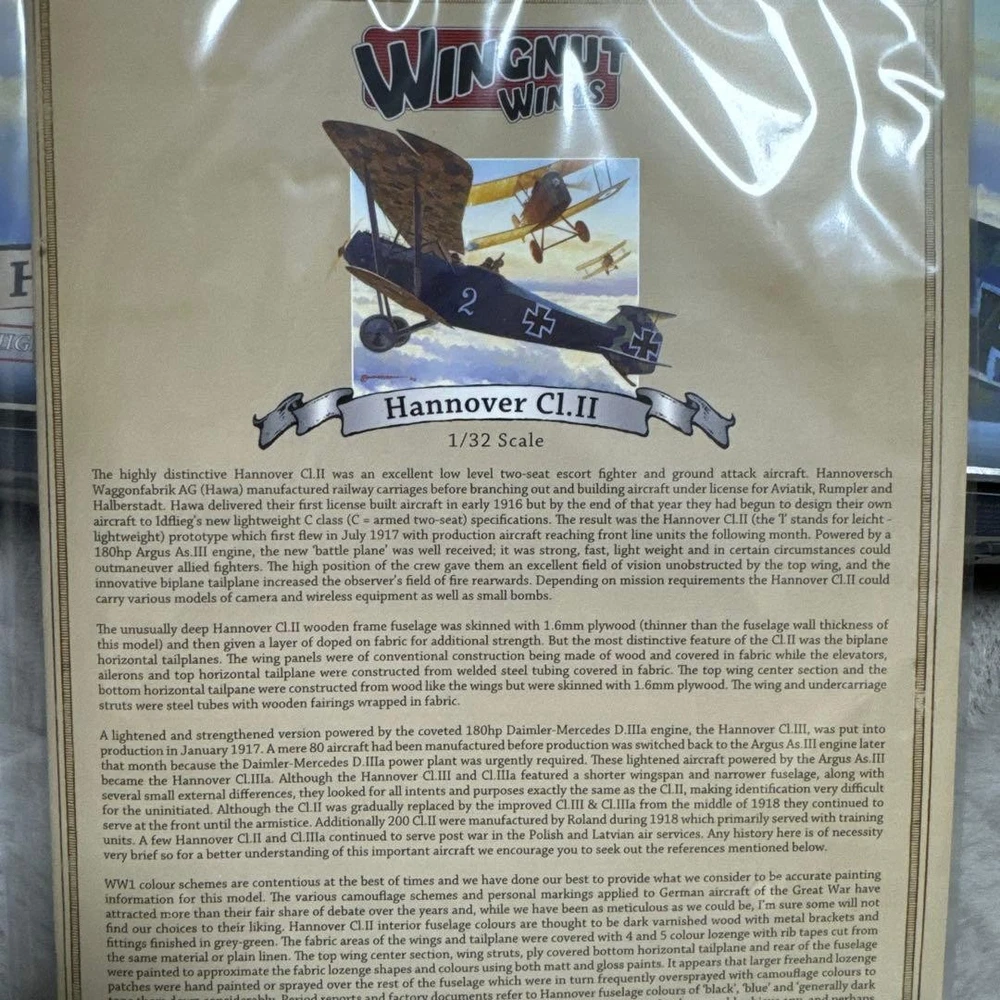 WINGNUT
WINGS
2
Hannover Cl.II
1/32 Scale
The highly distinctive Hannover Cl.II was an excellent low level two-seat escort fighter and ground attack aircraft. Hannoversch
Waggonfabrik AG (Hawa) manufactured railway carriages before branching out and building aircraft under license for Aviatik, Rumpler and
Halberstadt. Hawa delivered their first license built aircraft in early 1916 but by the end of that year they had begun to design their own
aircraft to Idflieg's new lightweight C class (C = armed two-seat) specifications. The result was the Hannover Cl.II (the 'l' stands for leicht -
lightweight) prototype which first flew in July 1917 with production aircraft reaching front line units the following month. Powered by a
180hp Argus As.III engine, the new 'battle plane' was well received; it was strong, fast, light weight and in certain circumstances could
outmaneuver allied fighters. The high position of the crew gave them an excellent field of vision unobstructed by the top wing, and the
innovative biplane tailplane increased the observer's field of fire rearwards. Depending on mission requirements the Hannover Cl.II could
carry various models of camera and wireless equipment as well as small bombs.
The unusually deep Hannover Cl.II wooden frame fuselage was skinned with 1.6mm plywood (thinner than the fuselage wall thickness of
this model) and then given a layer of doped on fabric for additional strength. But the most distinctive feature of the Cl.II was the biplane
horizontal tailplanes. The wing panels were of conventional construction being made of wood and covered in fabric while the elevators,
ailerons and top horizontal tailplane were constructed from welded steel tubing covered in fabric. The top wing center section and the
bottom horizontal tailpane were constructed from wood like the wings but were skinned with 1.6mm plywood. The wing and undercarriage
struts were steel tubes with wooden fairings wrapped in fabric.
A lightened and strengthened version powered by the coveted 180hp Daimler-Mercedes D.IIIa engine, the Hannover Cl.III, was put into
production in January 1917. A mere 80 aircraft had been manufactured before production was switched back to the Argus As.III engine later
that month because the Daimler-Mercedes D.IIIa power plant was urgently required. These lightened aircraft powered by the Argus As.III
became the Hannover Cl.IIIa. Although the Hannover Cl.III and Cl.IIIa featured a shorter wingspan and narrower fuselage, along with
several small external differences, they looked for all intents and purposes exactly the same as the Cl.II, making identification very difficult
for the uninitiated. Although the Cl.II was gradually replaced by the improved Cl.III & Cl.IIIa from the middle of 1918 they continued to
serve at the front until the armistice. Additionally 200 Cl.II were manufactured by Roland during 1918 which primarily served with training
units. A few Hannover Cl.II and Cl.IIIa continued to serve post war in the Polish and Latvian air services. Any history here is of necessity
very brief so for a better understanding of this important aircraft we encourage you to seek out the references mentioned below.
WW1 colour schemes are contentious at the best of times and we have done our best to provide what we consider to be accurate painting
information for this model. The various camouflage schemes and personal markings applied to German aircraft of the Great War have
attracted more than their fair share of debate over the years and, while we have been as meticulous as we could be, I'm sure some will not
find our choices to their liking. Hannover Cl.II interior fuselage colours are thought to be dark varnished wood with metal brackets and
fittings finished in grey-green. The fabric areas of the wings and tailplane were covered with 4 and 5 colour lozenge with rib tapes cut from
the same material or plain linen. The top wing center section, wing struts, ply covered bottom horizontal tailplane and rear of the fuselage
were painted to approximate the fabric lozenge shapes and colours using both matt and gloss paints. It appears that larger freehand lozenge
patches were hand painted or sprayed over the rest of the fuselage which were in turn frequently oversprayed with camouflage colours to
Period reports and factory documents refer to Hannover fuselage colours of 'black', 'blue' and 'generally dark